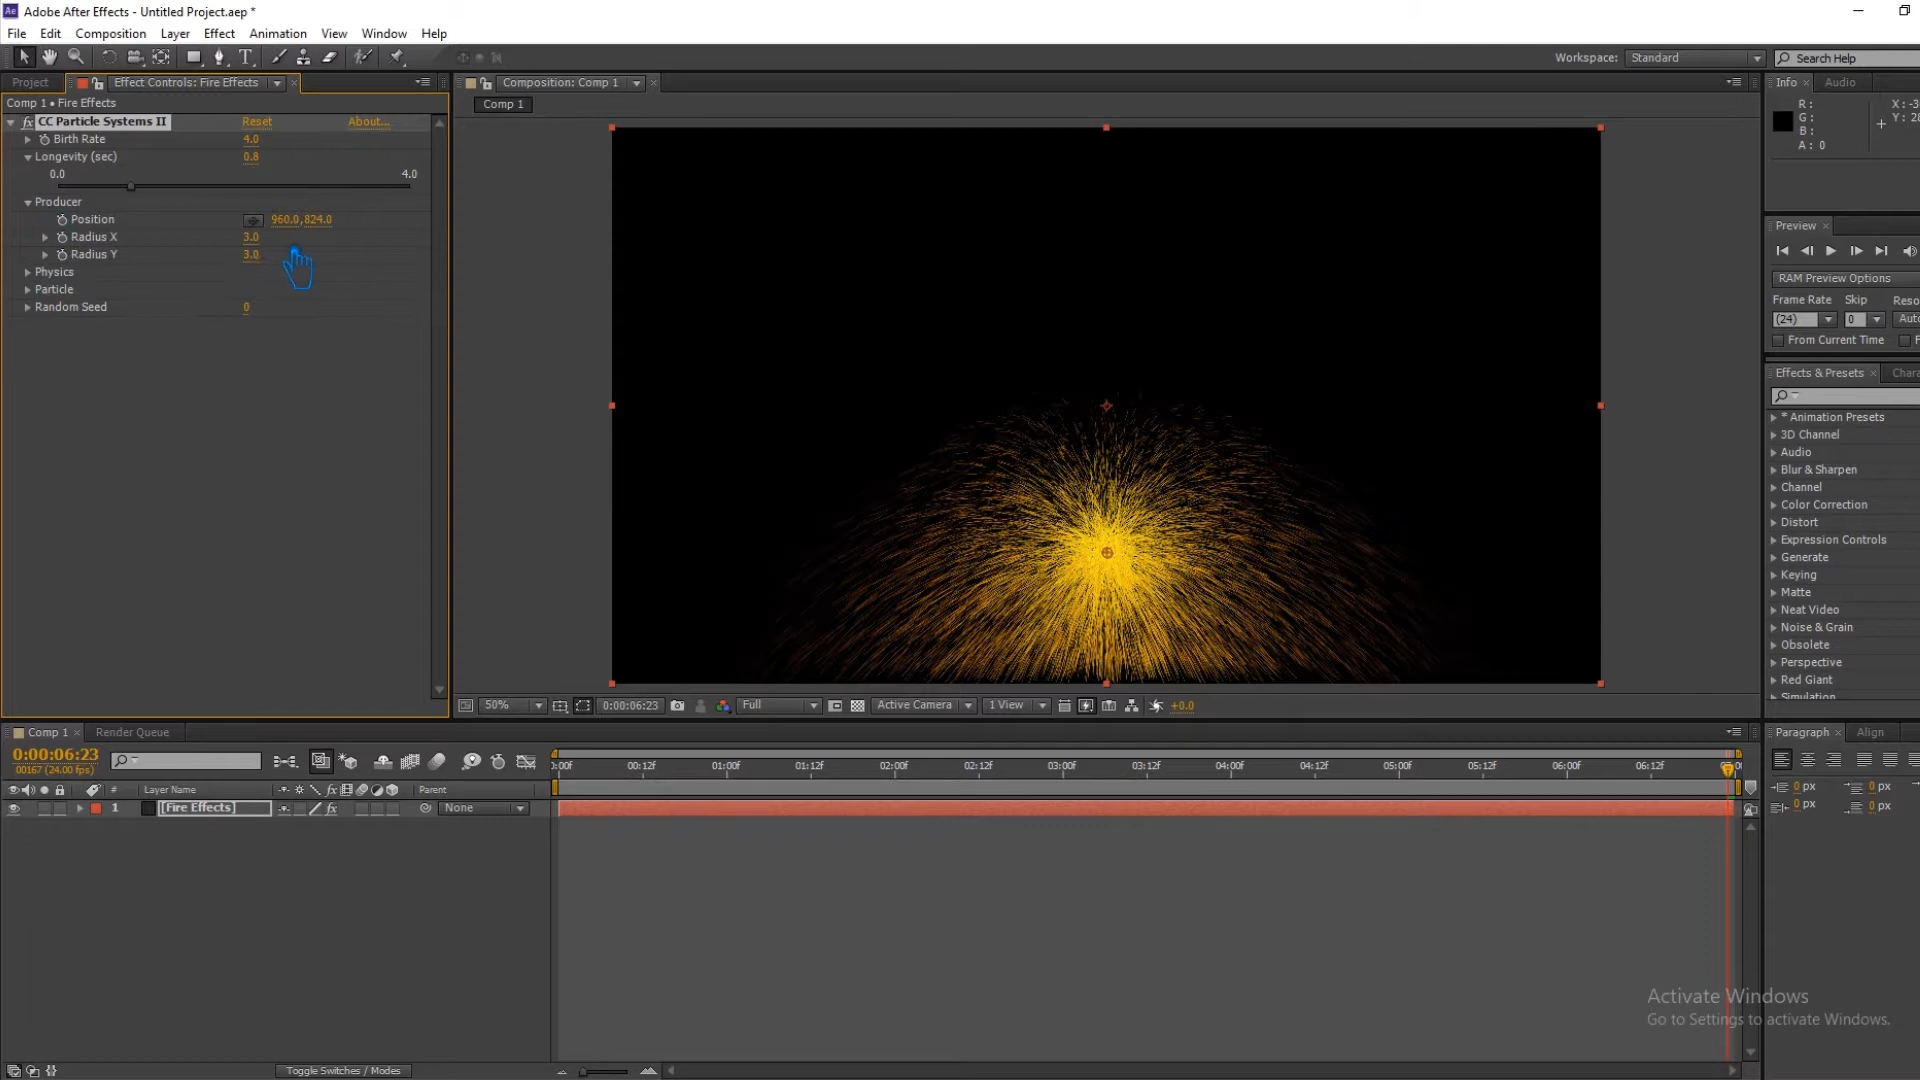 Adobe After Effects - Untitled Project.aep *
File Edit Composition Layer Effect Animation View Window Help
Workspace: Standard
Search Help
Project
Effect Controls: Fire Effects
Composition: Comp 1
Info
Audio
Comp 1 • Fire Effects
Comp 1
R:
G:
B:
A: 0
CC Particle Systems II Reset About...
Birth Rate 4.0
Longevity (sec) 0.8
0.0 4.0
Producer
Position 960.0,824.0
Radius X 3.0
Radius Y 3.0
Physics
Particle
Random Seed 0
Preview
RAM Preview Options
Frame Rate Skip
(24) 0
From Current Time
Effects & Presets
* Animation Presets
3D Channel
Audio
Blur & Sharpen
Channel
Color Correction
Distort
Expression Controls
Generate
Keying
Matte
Neat Video
Noise & Grain
Obsolete
Perspective
Red Giant
Simulation
50% 0:00:06:23 Full Active Camera 1 View +0.0
Comp 1
Render Queue
Paragraph
Align
0:00:06:23
00167 (24.00 fps)
00:12f 01:00f 01:12f 02:00f 02:12f 03:00f 03:12f 04:00f 04:12f 05:00f 05:12f 06:00f 06:12f
# Layer Name fx Parent
1 [Fire Effects] fx None
0 px 0 px
0 px 0 px
Activate Windows
Go to Settings to activate Windows.
Toggle Switches / Modes